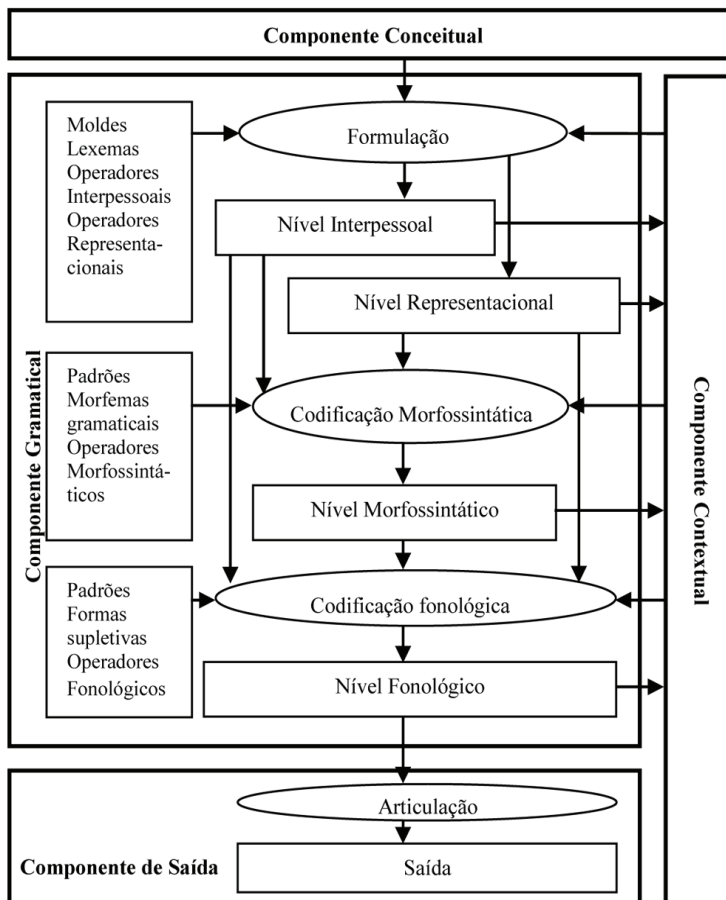 Componente Conceitual
Moldes
Lexemas
Operadores
Interpessoais
Operadores
Representa-
cionais
Formulação
Nível Interpessoal
Nível Representacional
Componente Gramatical
Padrões
Morfemas
gramaticais
Operadores
Morfossintá-
ticos
Codificação Morfossintática
Nível Morfossintático
Componente Contextual
Padrões
Formas
supletivas
Operadores
Fonológicos
Codificação fonológica
Nível Fonológico
Articulação
Componente de Saída
Saída